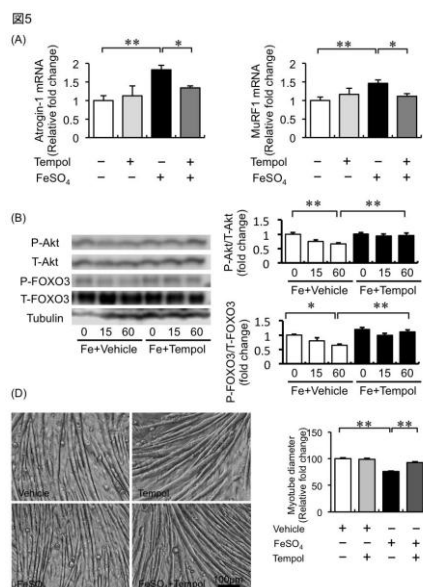 図5
(A)
** *
Atrogin-1 mRNA
(Relative fold change)
2
1.5
1
0.5
0
Tempol − + − +
FeSO4 − − + +
** *
MuRF1 mRNA
(Relative fold change)
2
1.5
1
0.5
0
Tempol − + − +
FeSO4 − − + +
(B)
P-Akt
T-Akt
P-FOXO3
T-FOXO3
Tubulin
0 15 60 0 15 60
Fe+Vehicle Fe+Tempol
** **
P-Akt/T-Akt
(fold change)
1.5
1
0.5
0
0 15 60 0 15 60
Fe+Vehicle Fe+Tempol
* **
P-FOXO3/T-FOXO3
(fold change)
1.5
1
0.5
0
0 15 60 0 15 60
Fe+Vehicle Fe+Tempol
(D)
Vehicle
Tempol
FeSO4
FeSO4+Tempol
100μm
** **
Myotube diameter
(Relative fold change)
150
100
50
0
Vehicle + + − −
FeSO4 − − + +
Tempol − + − +